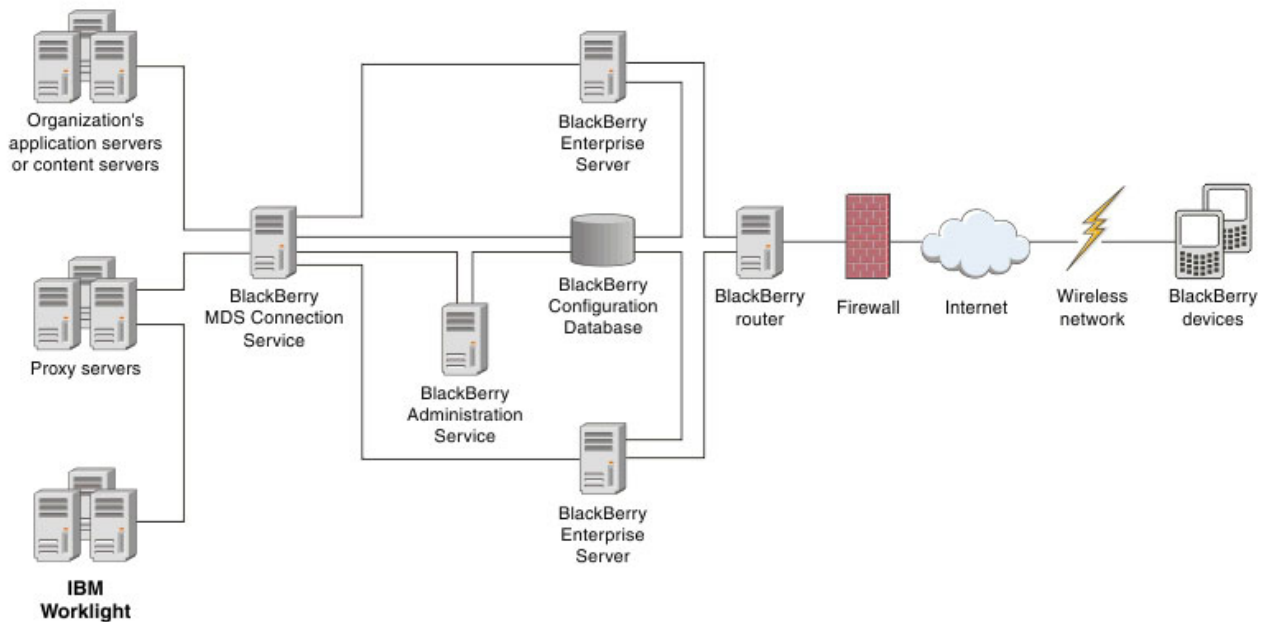 Organization's
application servers
or content servers
BlackBerry
Enterprise
Server
BlackBerry
MDS Connection
Service
BlackBerry
Configuration
Database
BlackBerry
router
Firewall
Internet
Wireless
network
BlackBerry
devices
Proxy servers
BlackBerry
Administration
Service
BlackBerry
Enterprise
Server
IBM
Worklight